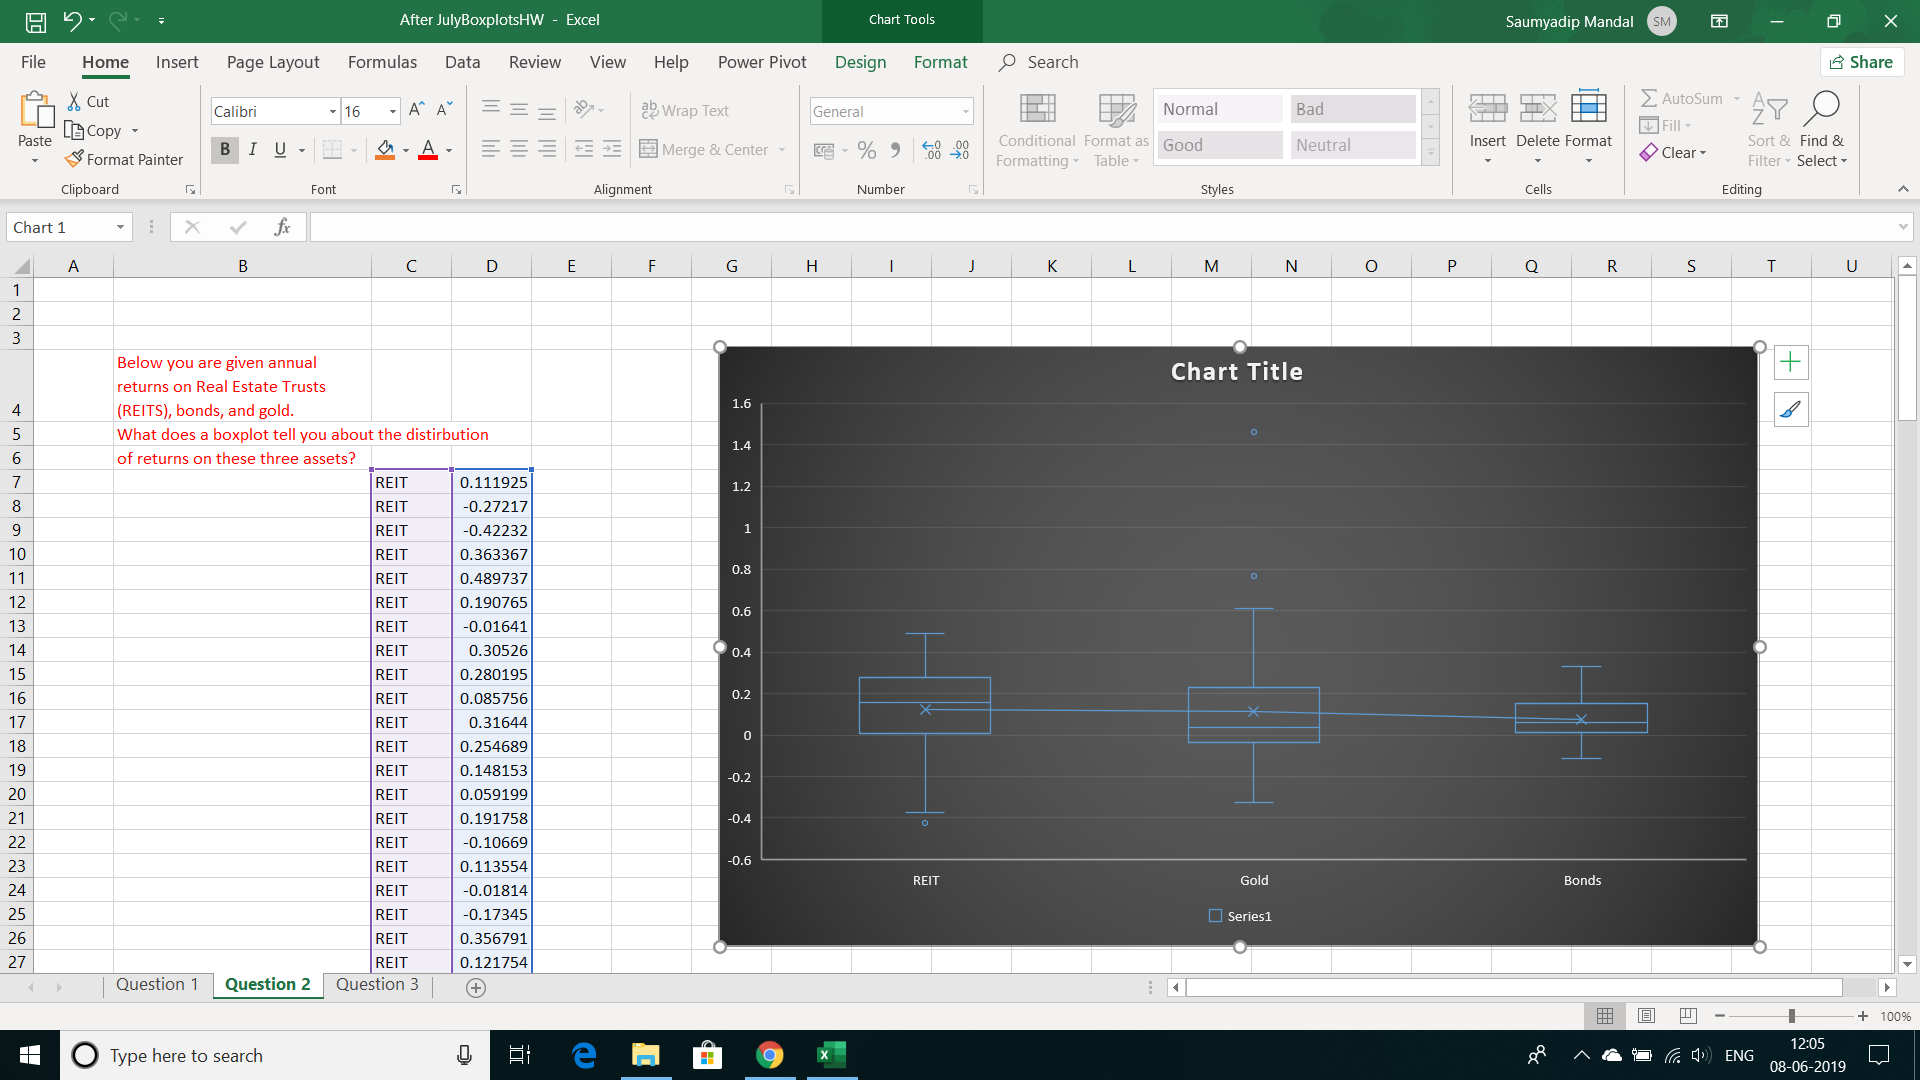 After JulyBoxplotsHW - Excel
Chart Tools
Saumyadip Mandal
SM
File Home Insert Page Layout Formulas Data Review View Help Power Pivot Design Format Search
Share
Paste
Cut
Copy
Format Painter
Clipboard
Calibri 16 A A
B I U A
Font
ab Wrap Text
Merge & Center
Alignment
General
% , .00
Number
Conditional Formatting
Format as Table
Normal Bad
Good Neutral
Styles
Insert Delete Format
Cells
AutoSum
Fill
Clear
Sort & Filter
Find & Select
Editing
Chart 1
fx
A B C D E F G H I J K L M N O P Q R S T U
1
2
3
Below you are given annual
returns on Real Estate Trusts
4 (REITS), bonds, and gold.
5 What does a boxplot tell you about the distirbution
6 of returns on these three assets?
7 REIT 0.111925
8 REIT -0.27217
9 REIT -0.42232
10 REIT 0.363367
11 REIT 0.489737
12 REIT 0.190765
13 REIT -0.01641
14 REIT 0.30526
15 REIT 0.280195
16 REIT 0.085756
17 REIT 0.31644
18 REIT 0.254689
19 REIT 0.148153
20 REIT 0.059199
21 REIT 0.191758
22 REIT -0.10669
23 REIT 0.113554
24 REIT -0.01814
25 REIT -0.17345
26 REIT 0.356791
27 REIT 0.121754
Chart Title
1.6
1.4
1.2
1
0.8
0.6
0.4
0.2
0
-0.2
-0.4
-0.6
REIT Gold Bonds
Series1
Question 1 Question 2 Question 3
100%
Type here to search
ENG
12:05
08-06-2019